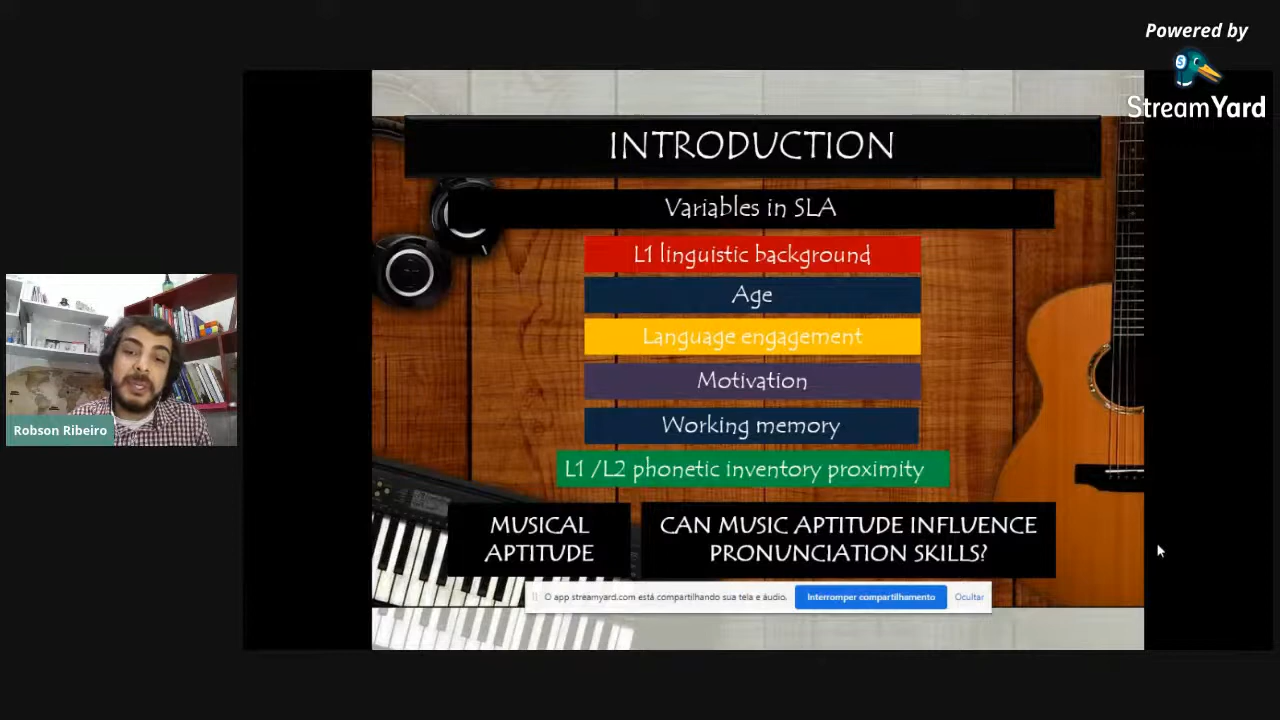 Powered by
StreamYard
INTRODUCTION
Variables in SLA
L1 linguistic background
Age
Language engagement
Motivation
Working memory
L1 /L2 phonetic inventory proximity
MUSICAL
APTITUDE
CAN MUSIC APTITUDE INFLUENCE
PRONUNCIATION SKILLS?
Robson Ribeiro
O app streamyard.com está compartilhando sua tela e áudio.
Interromper compartilhamento
Ocultar